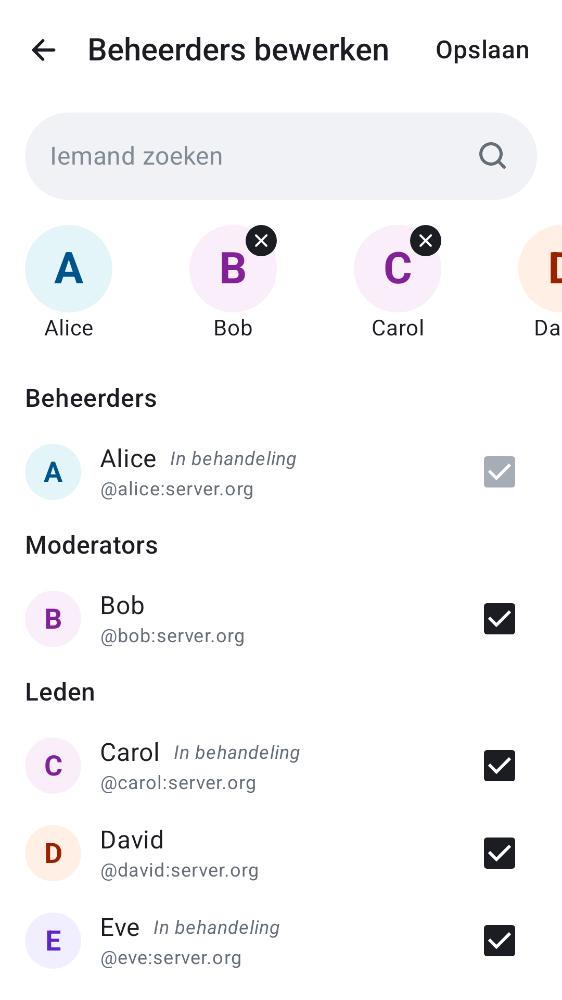 Beheerders bewerken Opslaan
Iemand zoeken
A B C D
Alice Bob Carol Da
Beheerders
A Alice In behandeling
@alice:server.org
Moderators
B Bob
@bob:server.org
Leden
C Carol In behandeling
@carol:server.org
D David
@david:server.org
E Eve In behandeling
@eve:server.org